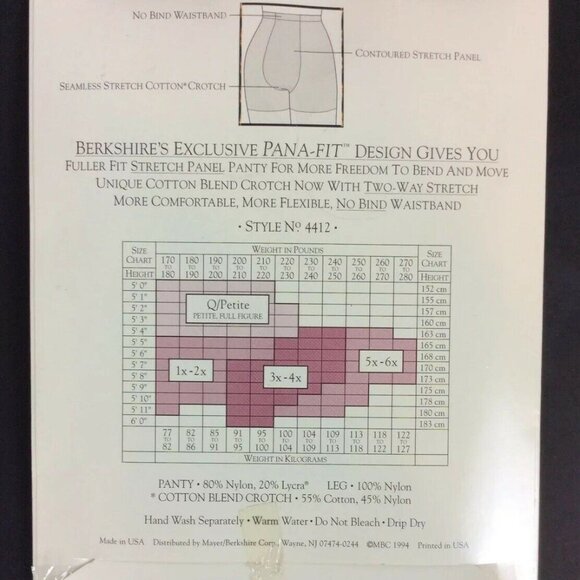 NO BIND WAISTBAND
CONTOURED STRETCH PANEL
SEAMLESS STRETCH COTTON* CROTCH
BERKSHIRE'S EXCLUSIVE PANA-FIT™ DESIGN GIVES YOU
FULLER FIT STRETCH PANEL PANTY FOR MORE FREEDOM TO BEND AND MOVE
UNIQUE COTTON BLEND CROTCH NOW WITH TWO-WAY STRETCH
MORE COMFORTABLE, MORE FLEXIBLE, NO BIND WAISTBAND
• STYLE NO 4412 •
SIZE CHART WEIGHT IN POUNDS SIZE CHART
170 180 190 200 210 220 230 240 250 260 270
TO TO TO TO TO TO TO TO TO TO TO
HEIGHT 180 190 200 210 220 230 240 250 260 270 280 HEIGHT
5' 0" 152 cm
5' 1" 155 cm
5' 2" 157 cm
5' 3" 160 cm
5' 4" 163 cm
5' 5" 165 cm
5' 6" 168 cm
5' 7" 170 cm
5' 8" 173 cm
5' 9" 175 cm
5' 10" 178 cm
5' 11" 180 cm
6' 0" 183 cm
Q/Petite
PETITE, FULL FIGURE
1x-2x
3x-4x
5x-6x
77 82 85 91 95 100 104 109 113 118 122
TO TO TO TO TO TO TO TO TO TO TO
82 86 91 95 100 104 109 113 118 122 127
WEIGHT IN KILOGRAMS
PANTY • 80% Nylon, 20% Lycra® LEG • 100% Nylon
* COTTON BLEND CROTCH • 55% Cotton, 45% Nylon
Hand Wash Separately • Warm Water • Do Not Bleach • Drip Dry
Made in USA Distributed by Mayer/Berkshire Corp., Wayne, NJ 07474-0244 ©MBC 1994 Printed in USA